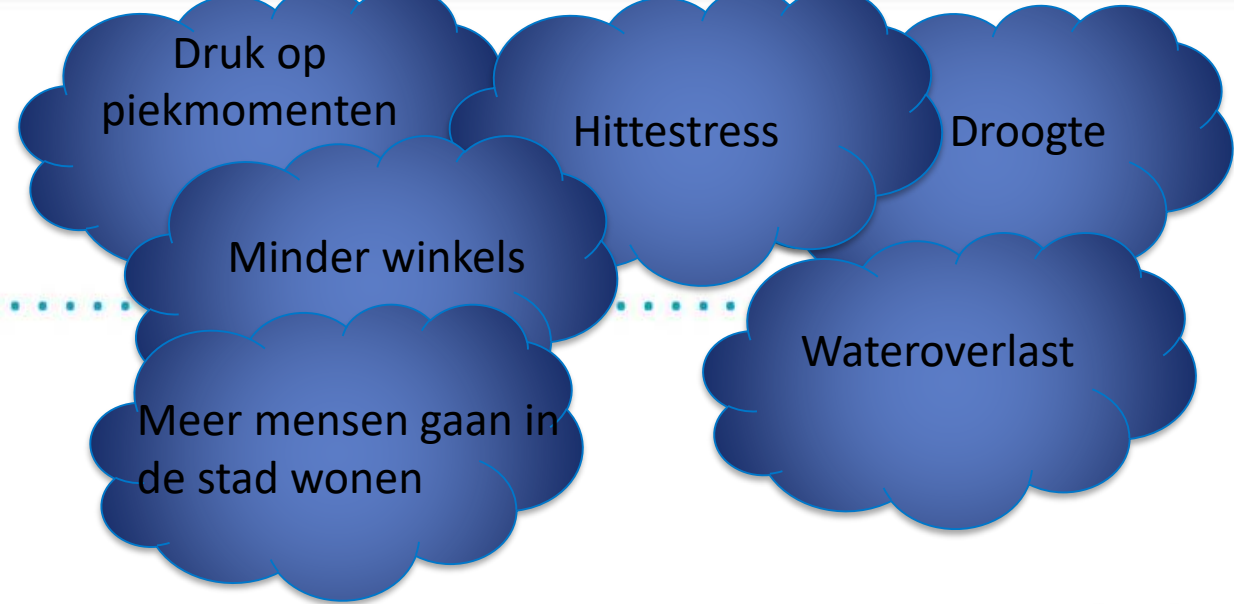 Druk op
piekmomenten
Hittestress
Droogte
Minder winkels
Wateroverlast
Meer mensen gaan in
de stad wonen